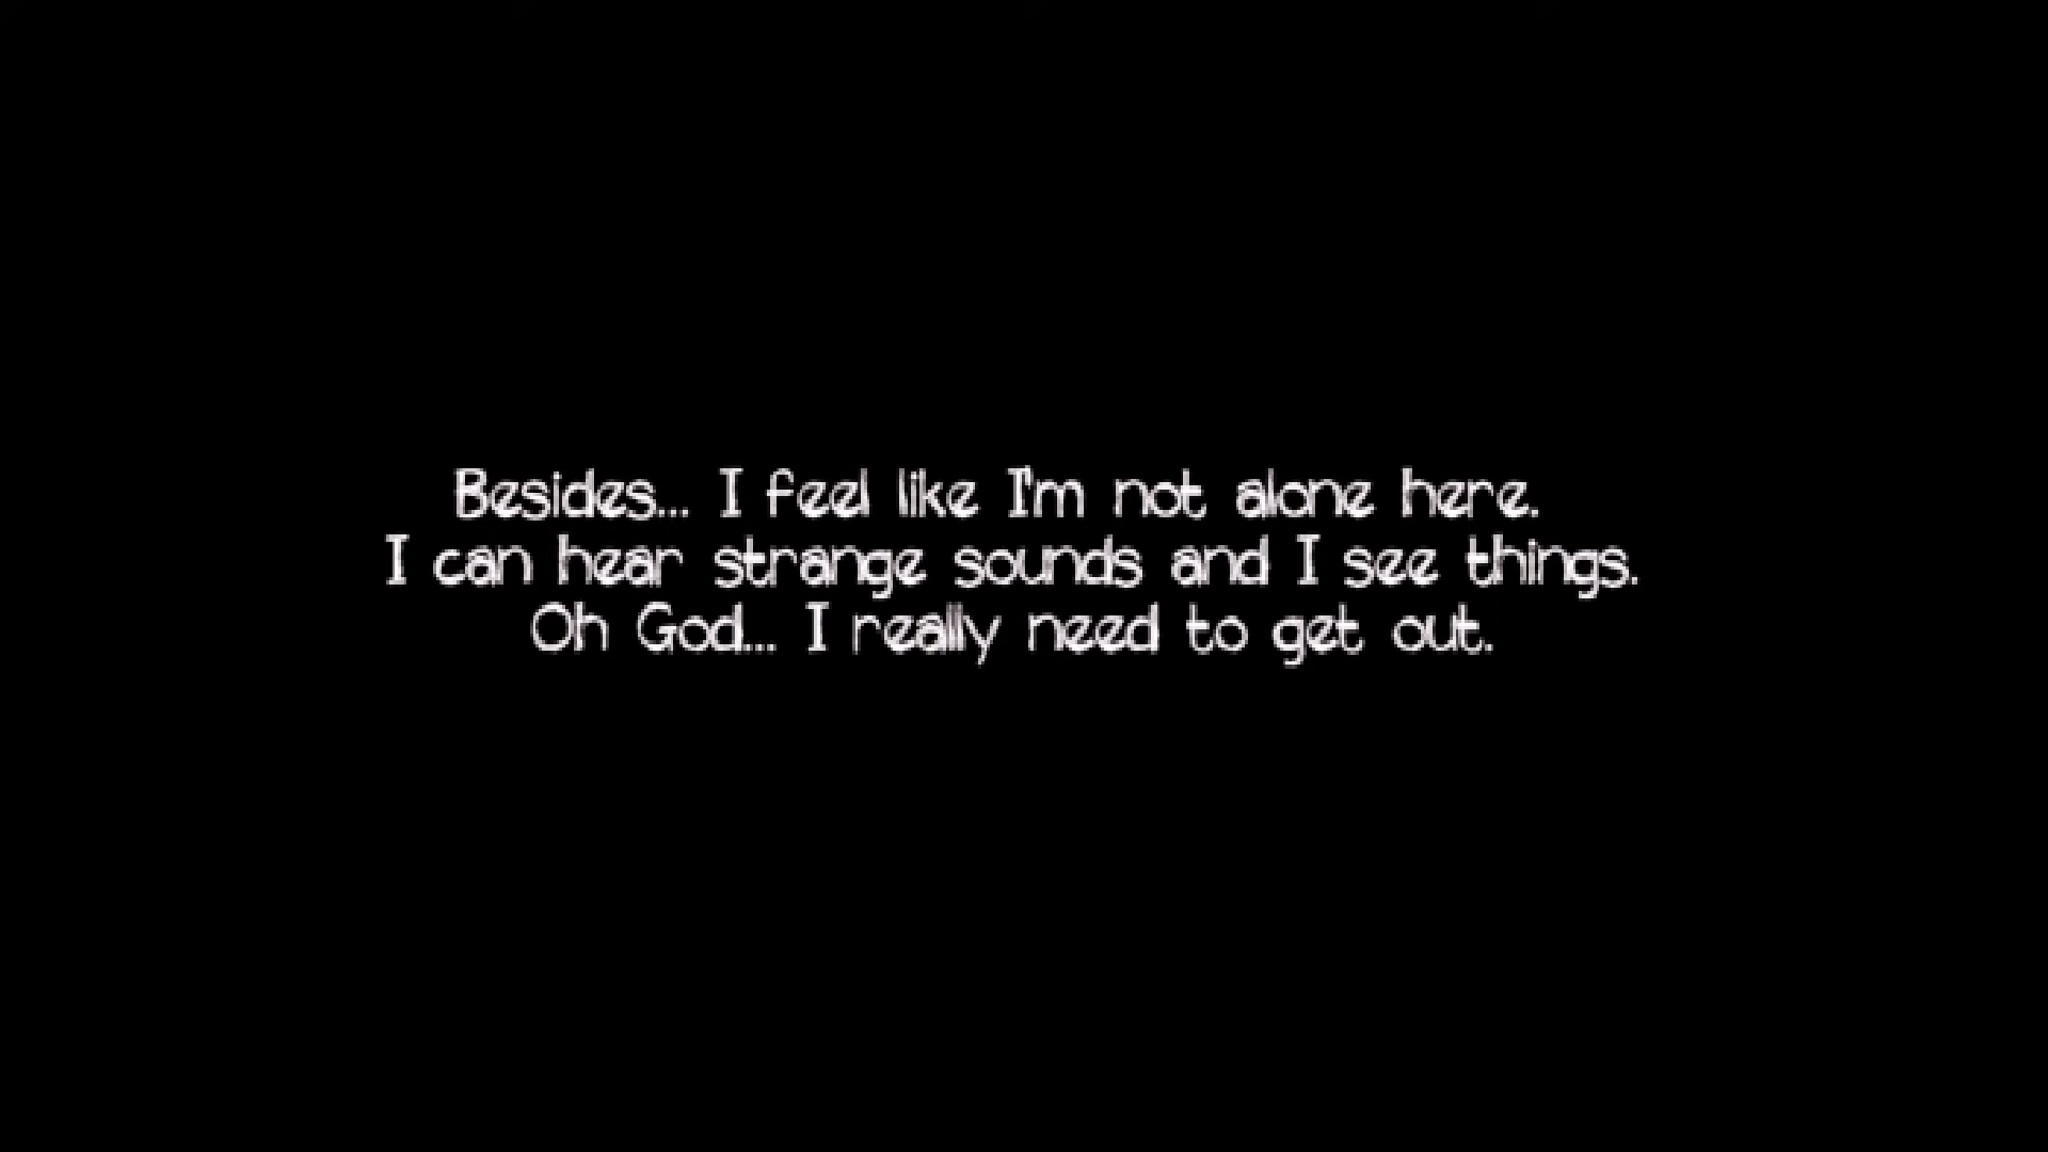 Besides... I feel like I'm not alone here.
I can hear strange sounds and I see things.
Oh God... I really need to get out.